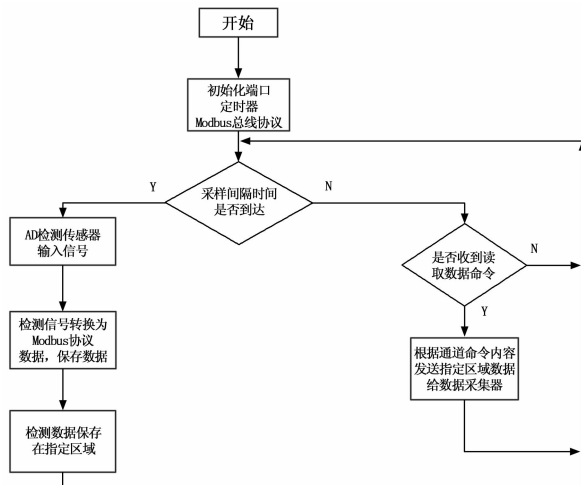 开始
初始化端口
定时器
Modbus总线协议
采样间隔时间
是否到达
Y
N
AD检测传感器
输入信号
是否收到读
取数据命令
N
Y
检测信号转换为
Modbus协议
数据，保存数据
根据通道命令内容
发送指定区域数据
给数据采集器
检测数据保存
在指定区域